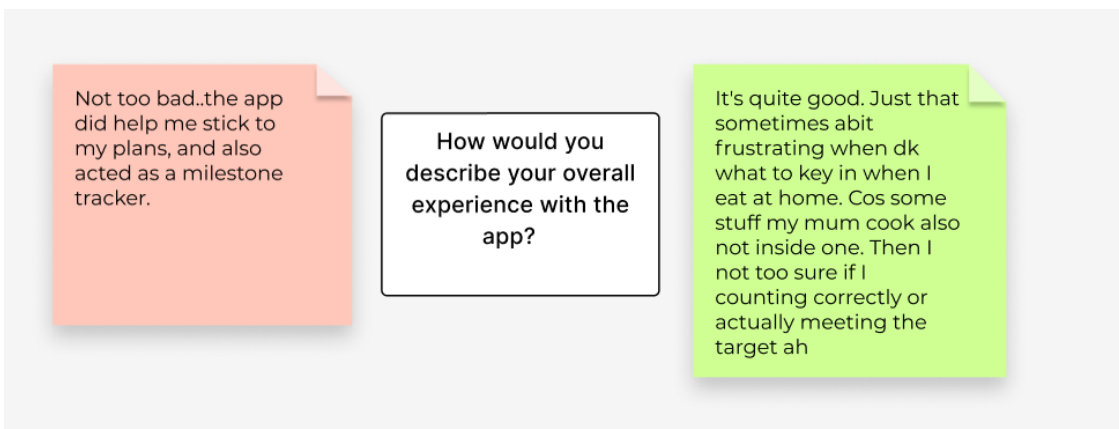 Not too bad..the app
did help me stick to
my plans, and also
acted as a milestone
tracker.
How would you
describe your overall
experience with the
app?
It's quite good. Just that
sometimes abit
frustrating when dk
what to key in when I
eat at home. Cos some
stuff my mum cook also
not inside one. Then I
not too sure if I
counting correctly or
actually meeting the
target ah